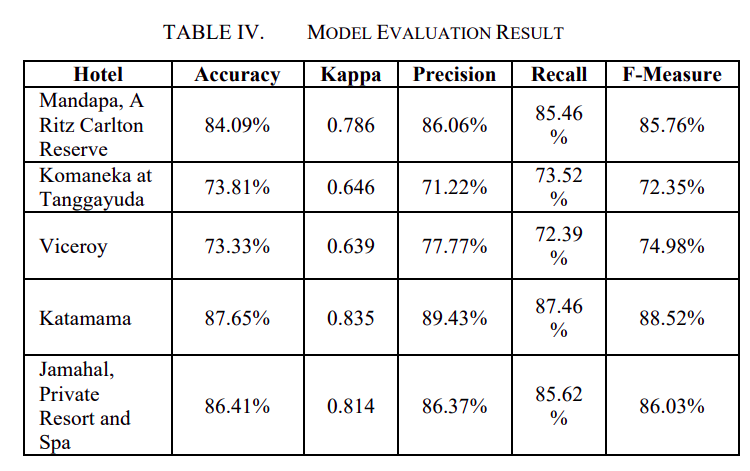 TABLE IV. MODEL EVALUATION RESULT
Hotel Accuracy Kappa Precision Recall F-Measure
Mandapa, A
Ritz Carlton
Reserve
84.09% 0.786 86.06% 85.46
%
85.76%
Komaneka at
Tanggayuda
73.81% 0.646 71.22% 73.52
%
72.35%
Viceroy 73.33% 0.639 77.77% 72.39
%
74.98%
Katamama 87.65% 0.835 89.43% 87.46
%
88.52%
Jamahal,
Private
Resort and
Spa
86.41% 0.814 86.37% 85.62
%
86.03%